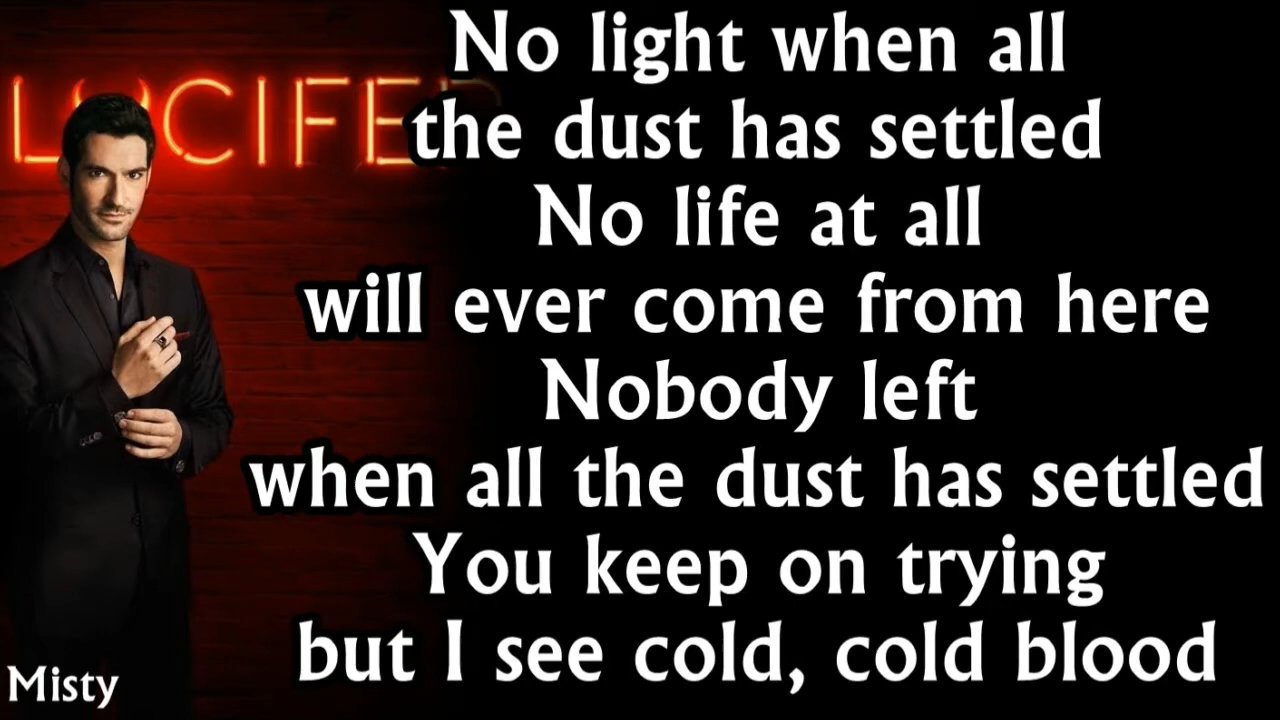 LUCIFER
No light when all
the dust has settled
No life at all
will ever come from here
Nobody left
when all the dust has settled
You keep on trying
but I see cold, cold blood
Misty